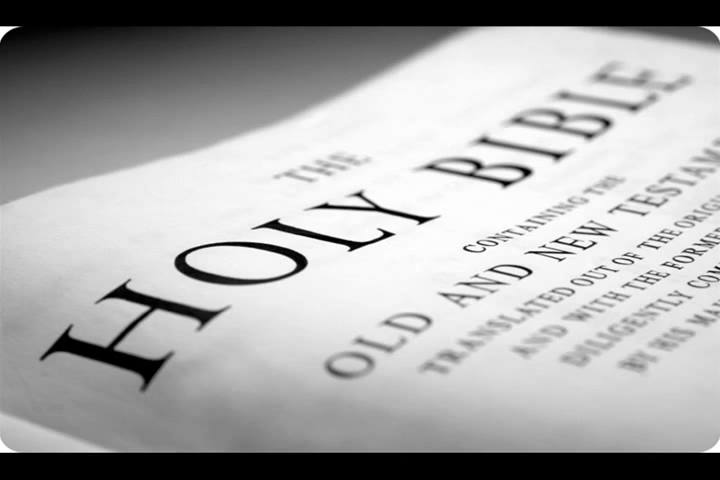 THE
HOLY BIBLE
CONTAINING THE
OLD AND NEW
TRANSLATED OUT OF THE
AND WITH THE
DILIGENTLY
BY HIS